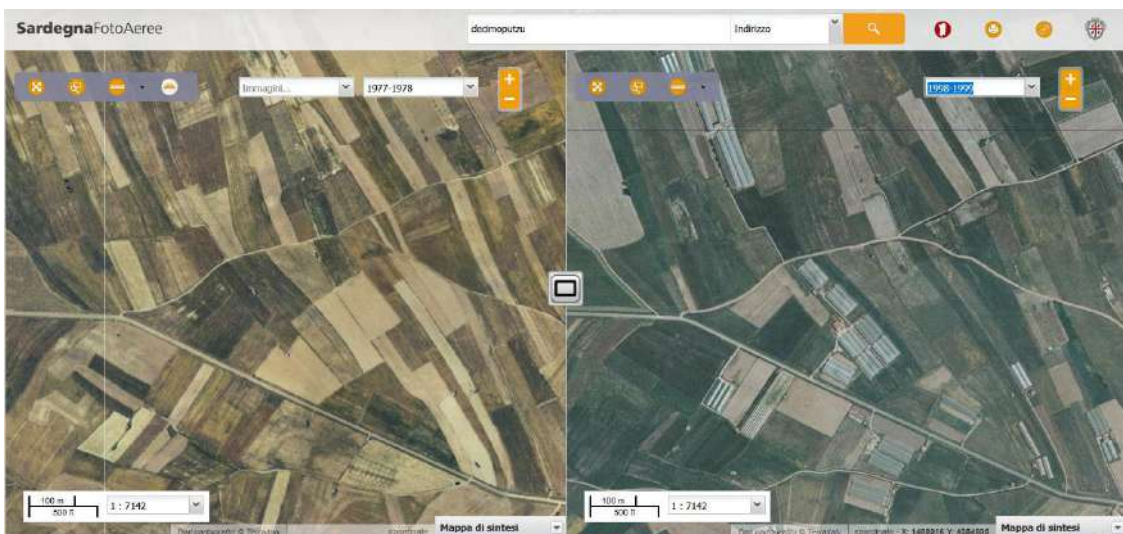 SardegnaFotoAeree
decimoputzu
Indirizzo
Immagini...
1977-1978
1998-1999
100 m
500 ft
1 : 7142
Mappa di sintesi
100 m
500 ft
1 : 7142
Mappa di sintesi